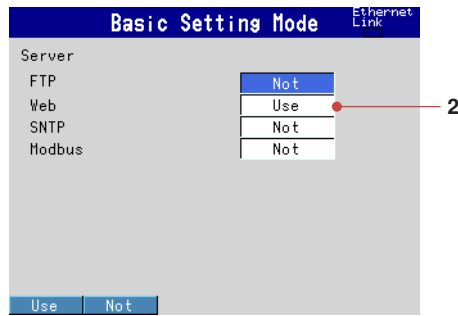 Basic Setting Mode
Ethernet
Link
Server
FTP Not
Web Use 2
SNTP Not
Modbus Not
Use Not